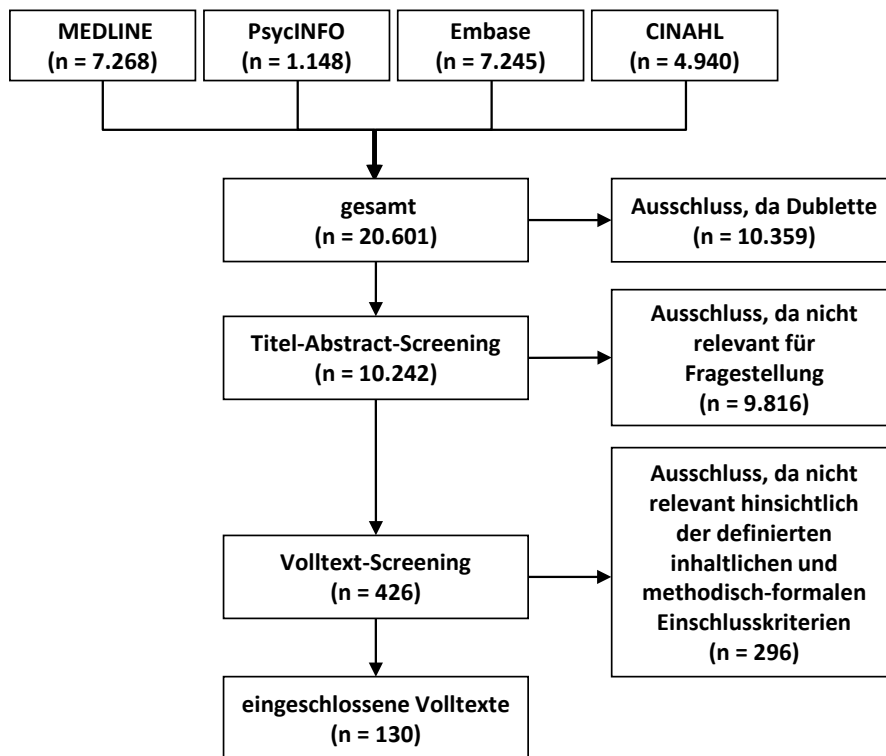 MEDLINE
(n = 7.268)
PsycINFO
(n = 1.148)
Embase
(n = 7.245)
CINAHL
(n = 4.940)
gesamt
(n = 20.601)
Ausschluss, da Dublette
(n = 10.359)
Titel-Abstract-Screening
(n = 10.242)
Ausschluss, da nicht
relevant für
Fragestellung
(n = 9.816)
Volltext-Screening
(n = 426)
Ausschluss, da nicht
relevant hinsichtlich
der definierten
inhaltlichen und
methodisch-formalen
Einschlusskriterien
(n = 296)
eingeschlossene Volltexte
(n = 130)